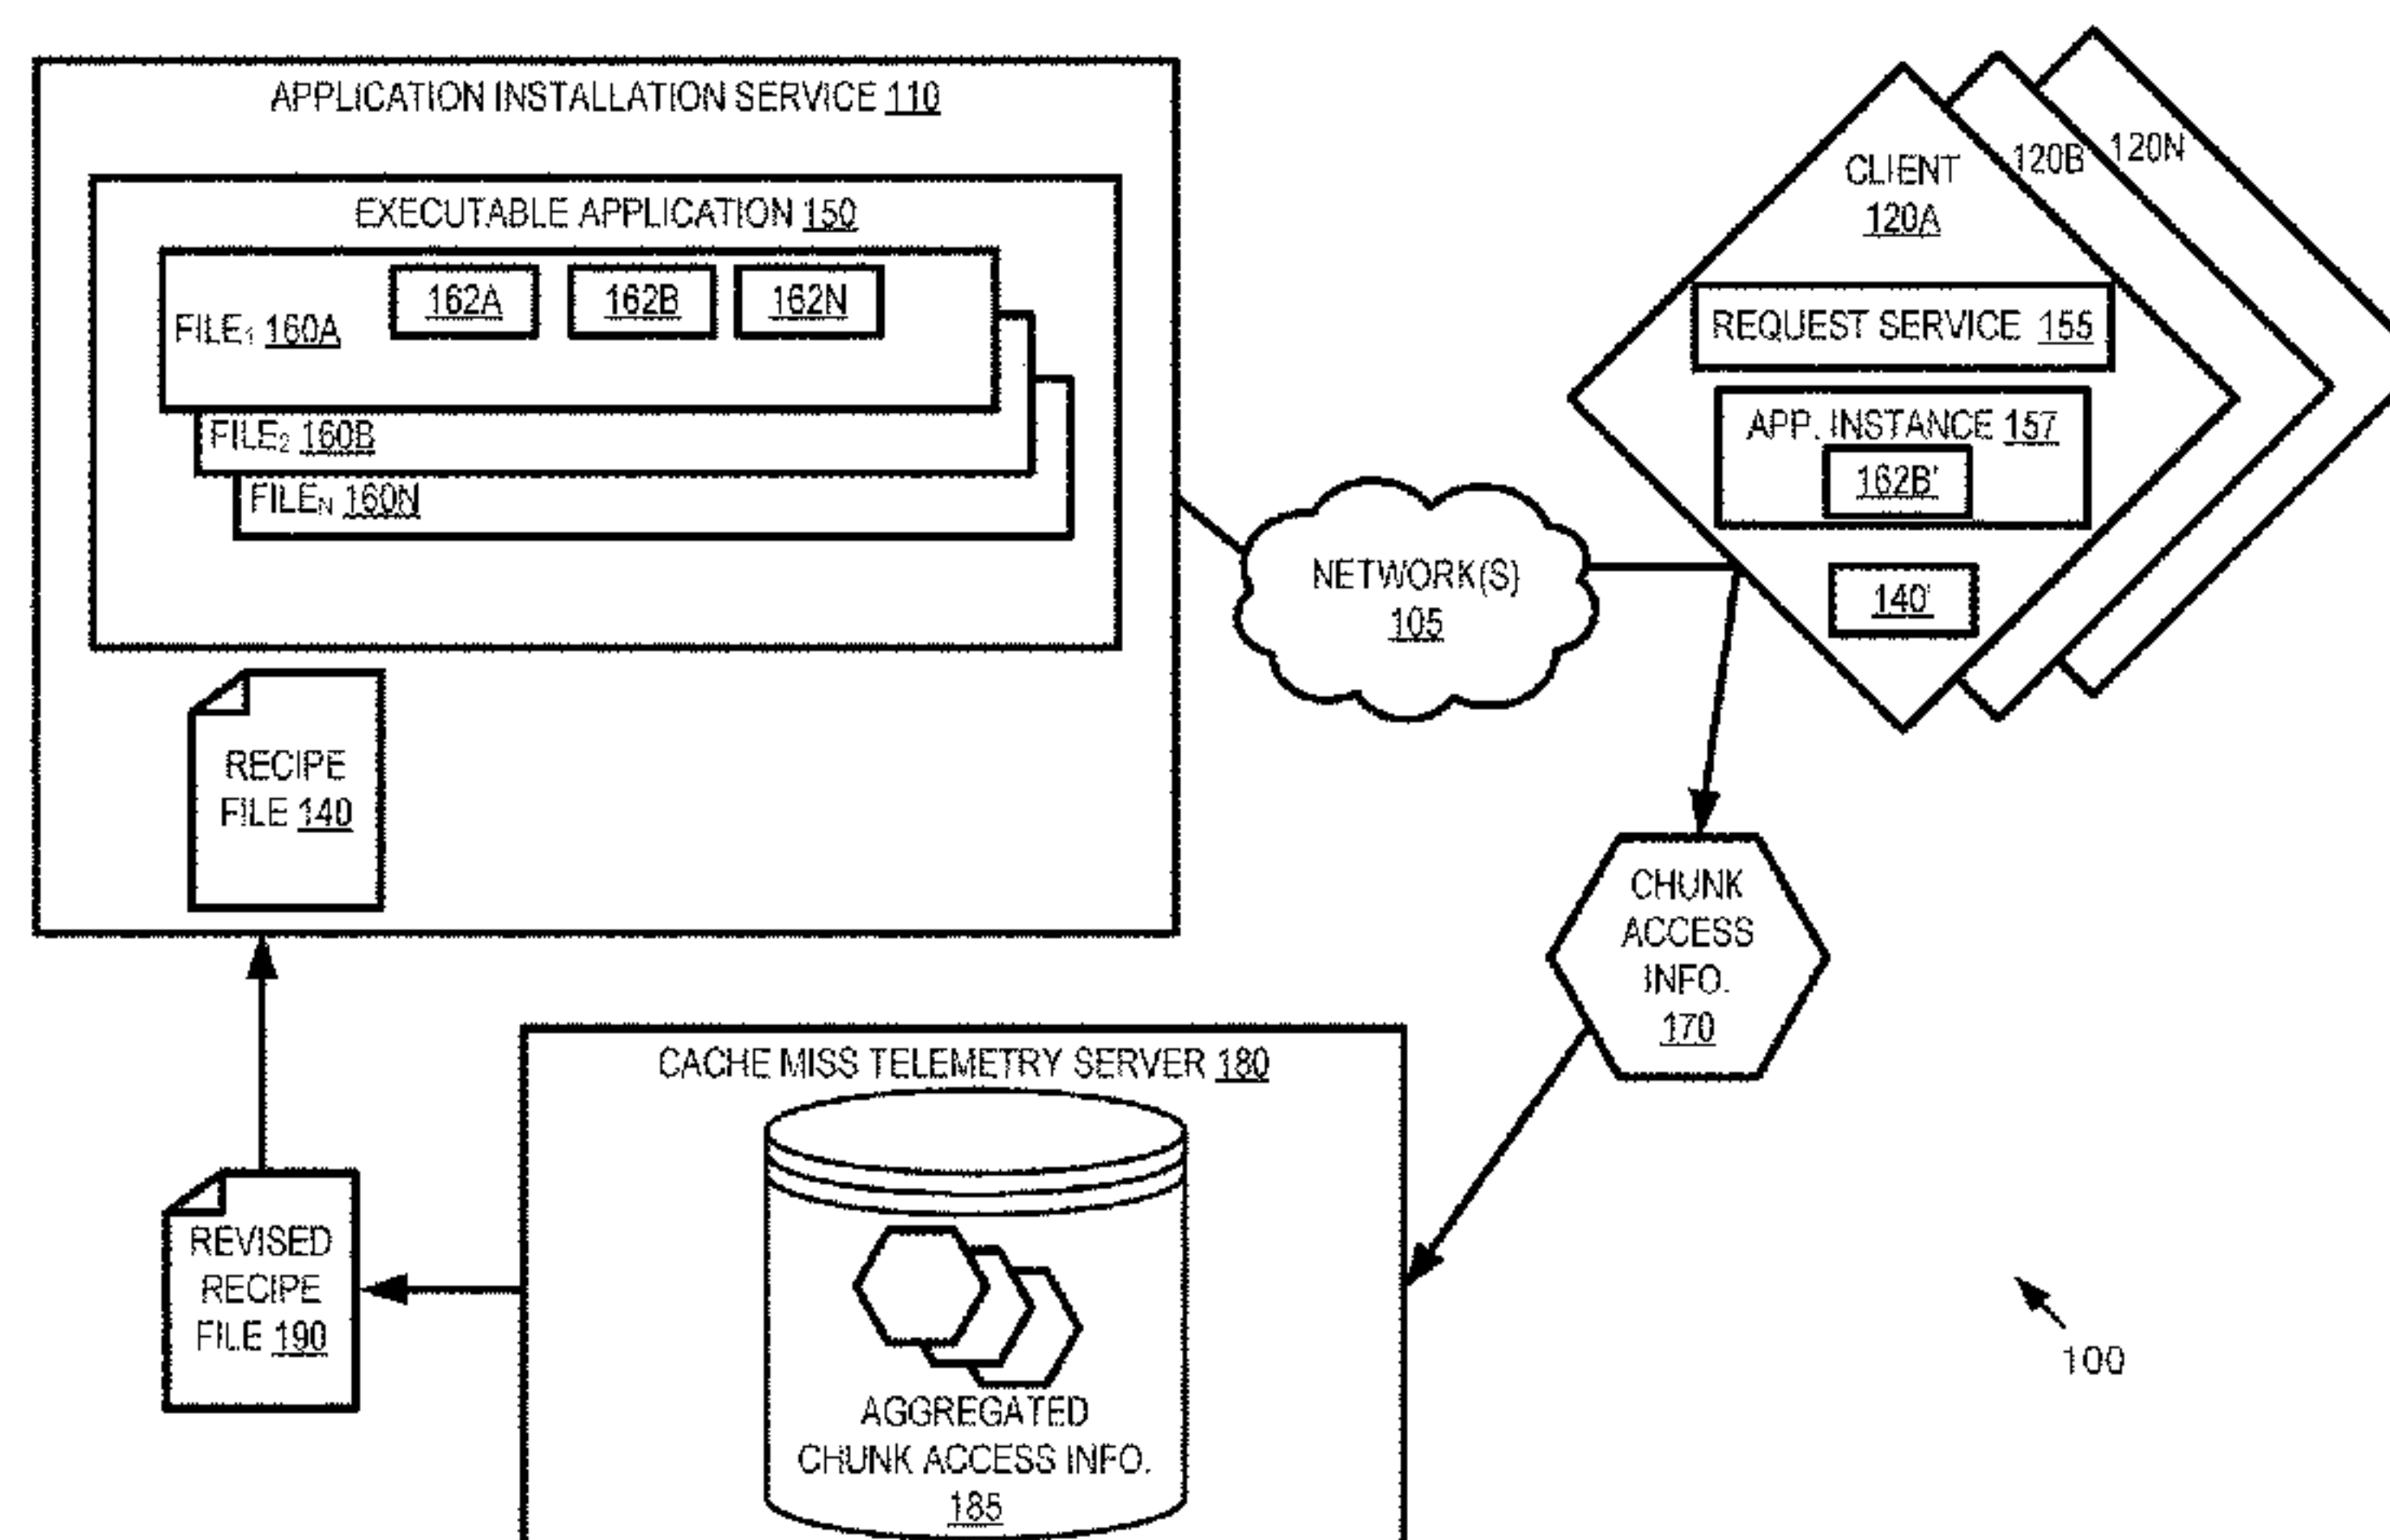 APPLICATION INSTALLATION SERVICE 110
EXECUTABLE APPLICATION 150
162A
162B
162N
FILE₁ 160A
FILE₂ 160B
FILEN 160N
RECIPE
FILE 140
NETWORK(S)
105
CLIENT
120A
120B
120N
REQUEST SERVICE 155
APP. INSTANCE 157
162B'
140'
CHUNK
ACCESS
INFO.
170
CACHE MISS TELEMETRY SERVER 180
AGGREGATED
CHUNK ACCESS INFO.
185
REVISED
RECIPE
FILE 190
100